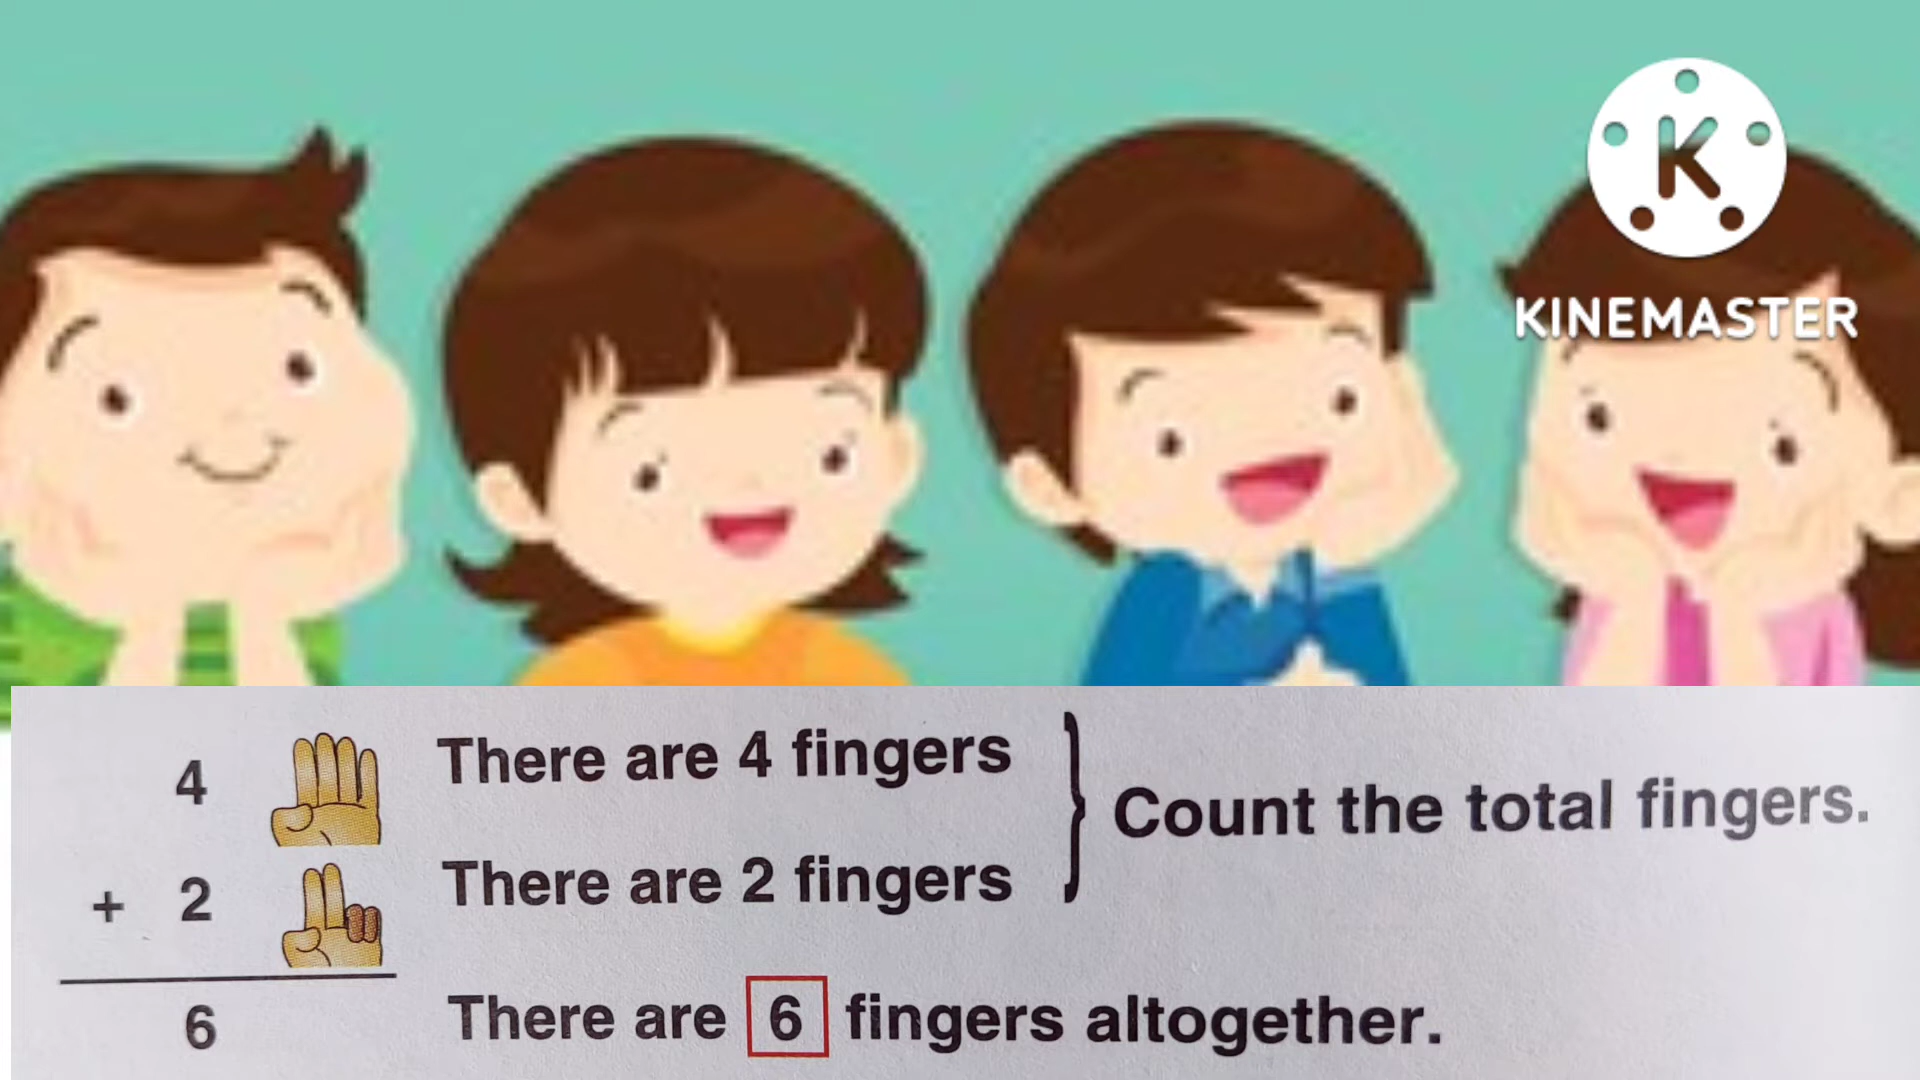 K
KINEMASTER
4 There are 4 fingers
Count the total fingers.
+ 2 There are 2 fingers
6 There are 6 fingers altogether.